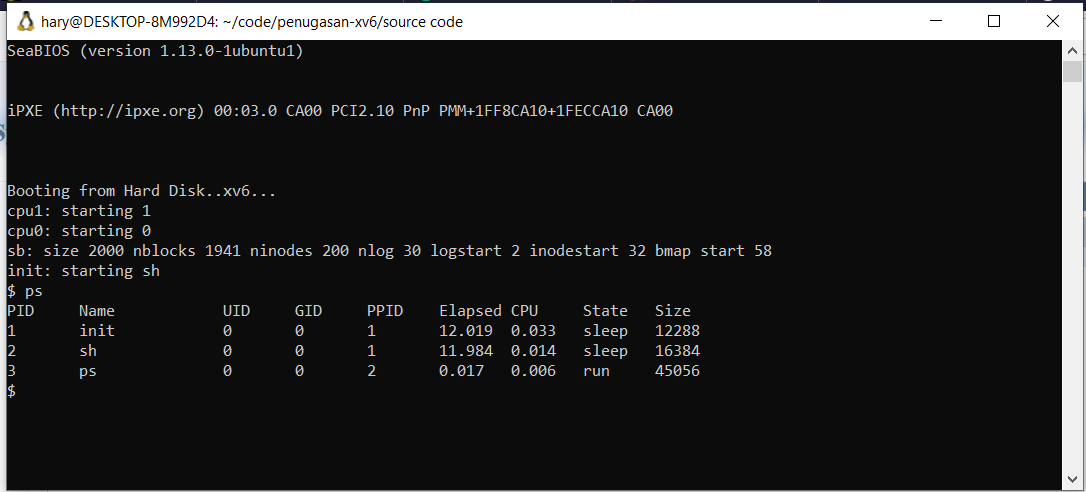 hary@DESKTOP-8M992D4: ~/code/penugasan-xv6/source code
SeaBIOS (version 1.13.0-1ubuntu1)
iPXE (http://ipxe.org) 00:03.0 CA00 PCI2.10 PnP PMM+1FF8CA10+1FECCA10 CA00
Booting from Hard Disk..xv6...
cpu1: starting 1
cpu0: starting 0
sb: size 2000 nblocks 1941 ninodes 200 nlog 30 logstart 2 inodestart 32 bmap start 58
init: starting sh
$ ps
PID     Name            UID     GID     PPID    Elapsed CPU     State   Size
1       init            0       0       1       12.019  0.033   sleep   12288
2       sh              0       0       1       11.984  0.014   sleep   16384
3       ps              0       0       2       0.017   0.006   run     45056
$